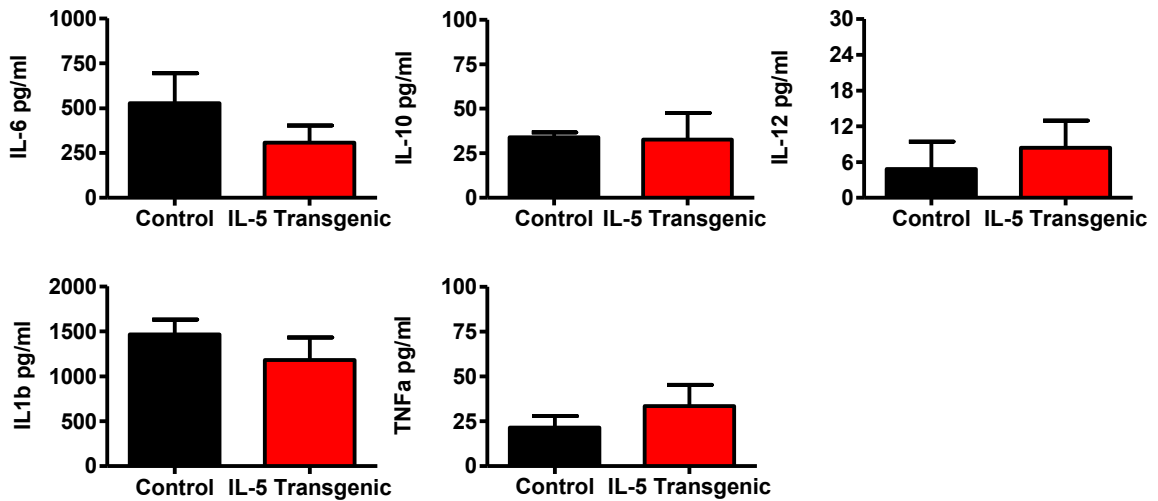 IL-6 pg/ml
1000
750
500
250
0
Control IL-5 Transgenic
IL-10 pg/ml
100
75
50
25
0
Control IL-5 Transgenic
IL-12 pg/ml
30
24
18
12
6
0
Control IL-5 Transgenic
IL1b pg/ml
2000
1500
1000
500
0
Control IL-5 Transgenic
TNFa pg/ml
100
75
50
25
0
Control IL-5 Transgenic